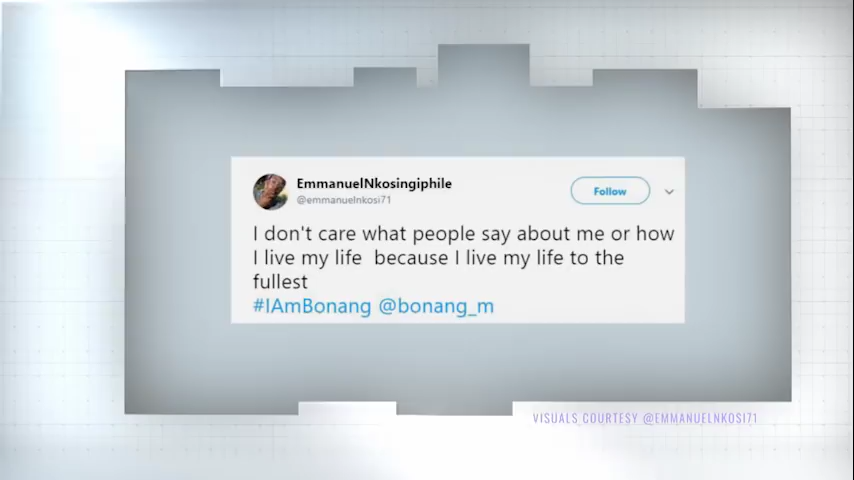 EmmanuelNkosingiphile
@emmanuelnkosi71
Follow
I don't care what people say about me or how
I live my life because I live my life to the
fullest
#IAmBonang @bonang_m
VISUALS COURTESY @EMMANUELNKOSI71